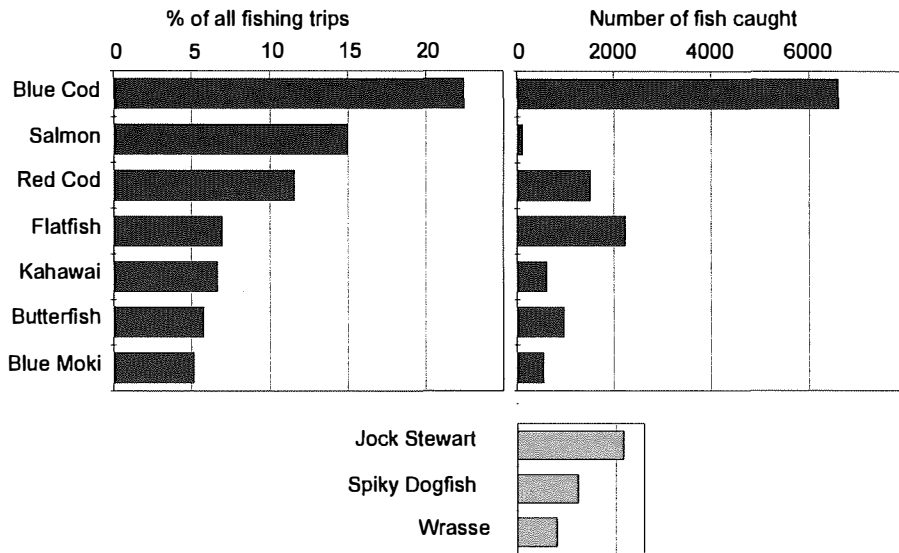 % of all fishing trips
Number of fish caught
0 5 10 15 20
0 2000 4000 6000
Blue Cod
Salmon
Red Cod
Flatfish
Kahawai
Butterfish
Blue Moki
Jock Stewart
Spiky Dogfish
Wrasse